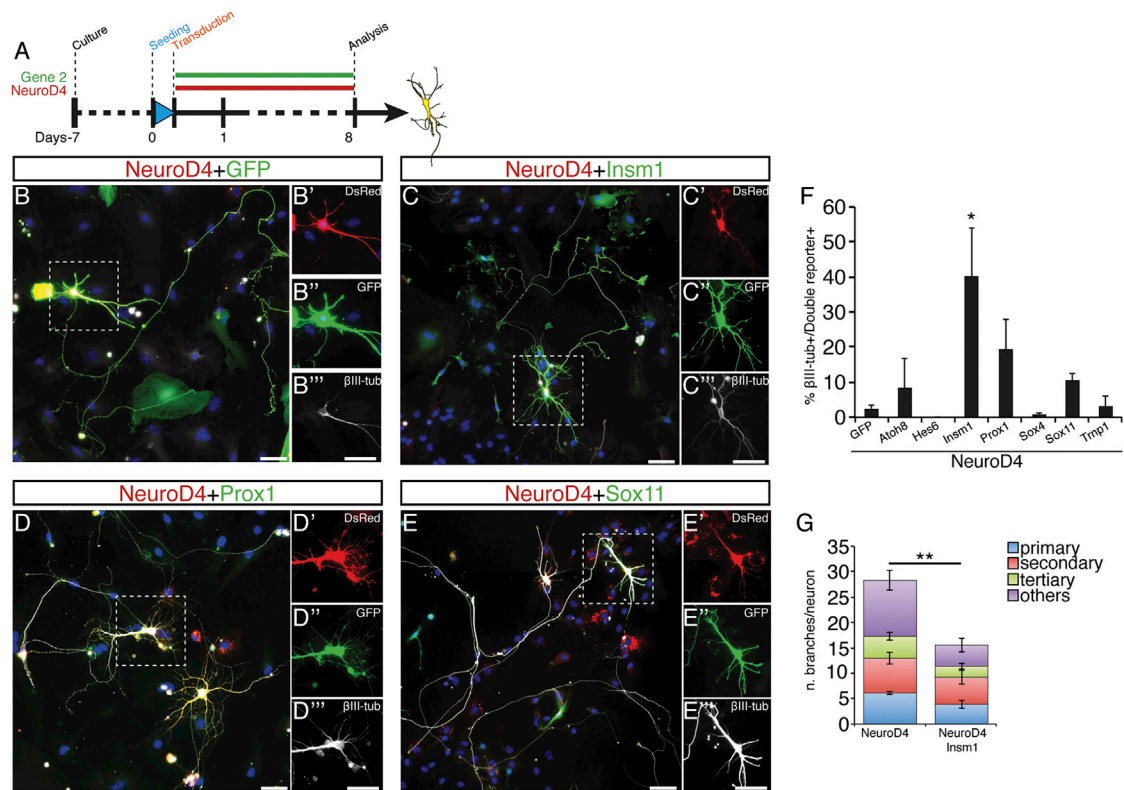 A
Culture
Seeding
Transduction
Analysis
Gene 2
NeuroD4
Days-7
0
1
8
NeuroD4+GFP
B
B' DsRed
B'' GFP
B''' βIII-tub
NeuroD4+Insm1
C
C' DsRed
C'' GFP
C''' βIII-tub
NeuroD4+Prox1
D
D' DsRed
D'' GFP
D''' βIII-tub
NeuroD4+Sox11
E
E' DsRed
E'' GFP
E''' βIII-tub
F
% βIII-tub+/Double reporter+
60
50
40
30
20
10
0
*
GFP
Atoh8
Hes6
Insm1
Prox1
Sox4
Sox11
Trnp1
NeuroD4
G
n. branches/neuron
35
30
25
20
15
10
5
0
**
primary
secondary
tertiary
others
NeuroD4
NeuroD4
Insm1